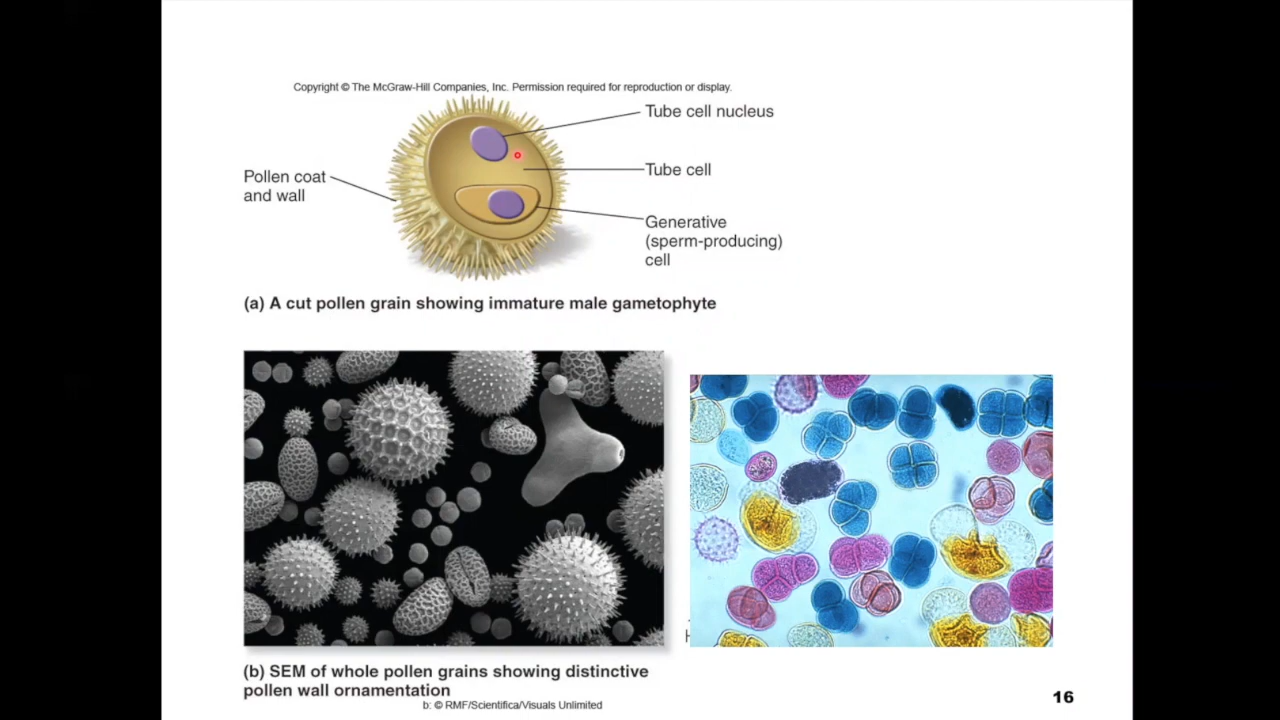 Copyright © The McGraw-Hill Companies, Inc. Permission required for reproduction or display.
Tube cell nucleus
Tube cell
Pollen coat
and wall
Generative
(sperm-producing)
cell
(a) A cut pollen grain showing immature male gametophyte
(b) SEM of whole pollen grains showing distinctive
pollen wall ornamentation
b: © RMF/Scientifica/Visuals Unlimited
16